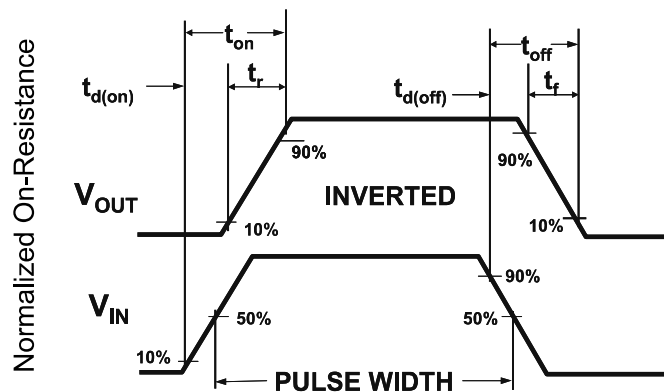 Normalized On-Resistance
t_on
t_off
t_d(on)
t_r
t_d(off)
t_f
90%
90%
V_OUT
INVERTED
10%
10%
90%
V_IN
50%
50%
10%
PULSE WIDTH